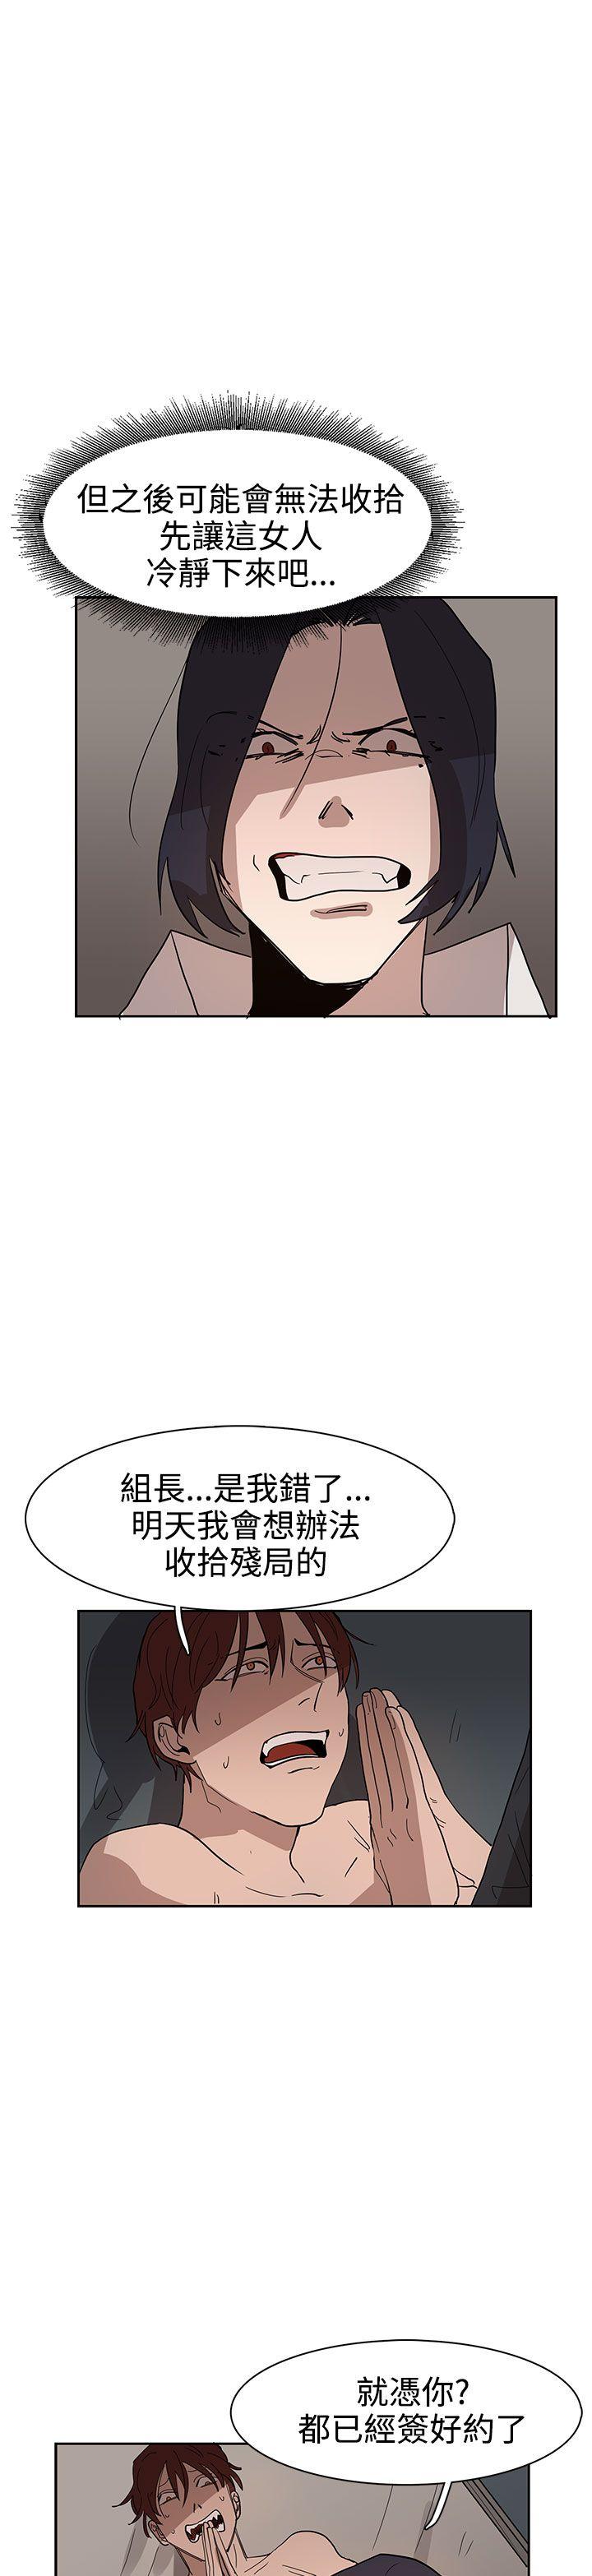 但之後可能會無法收拾
先讓這女人
冷靜下來吧...
組長...是我錯了...
明天我會想辦法
收拾殘局的
就憑你?
都已經簽好約了